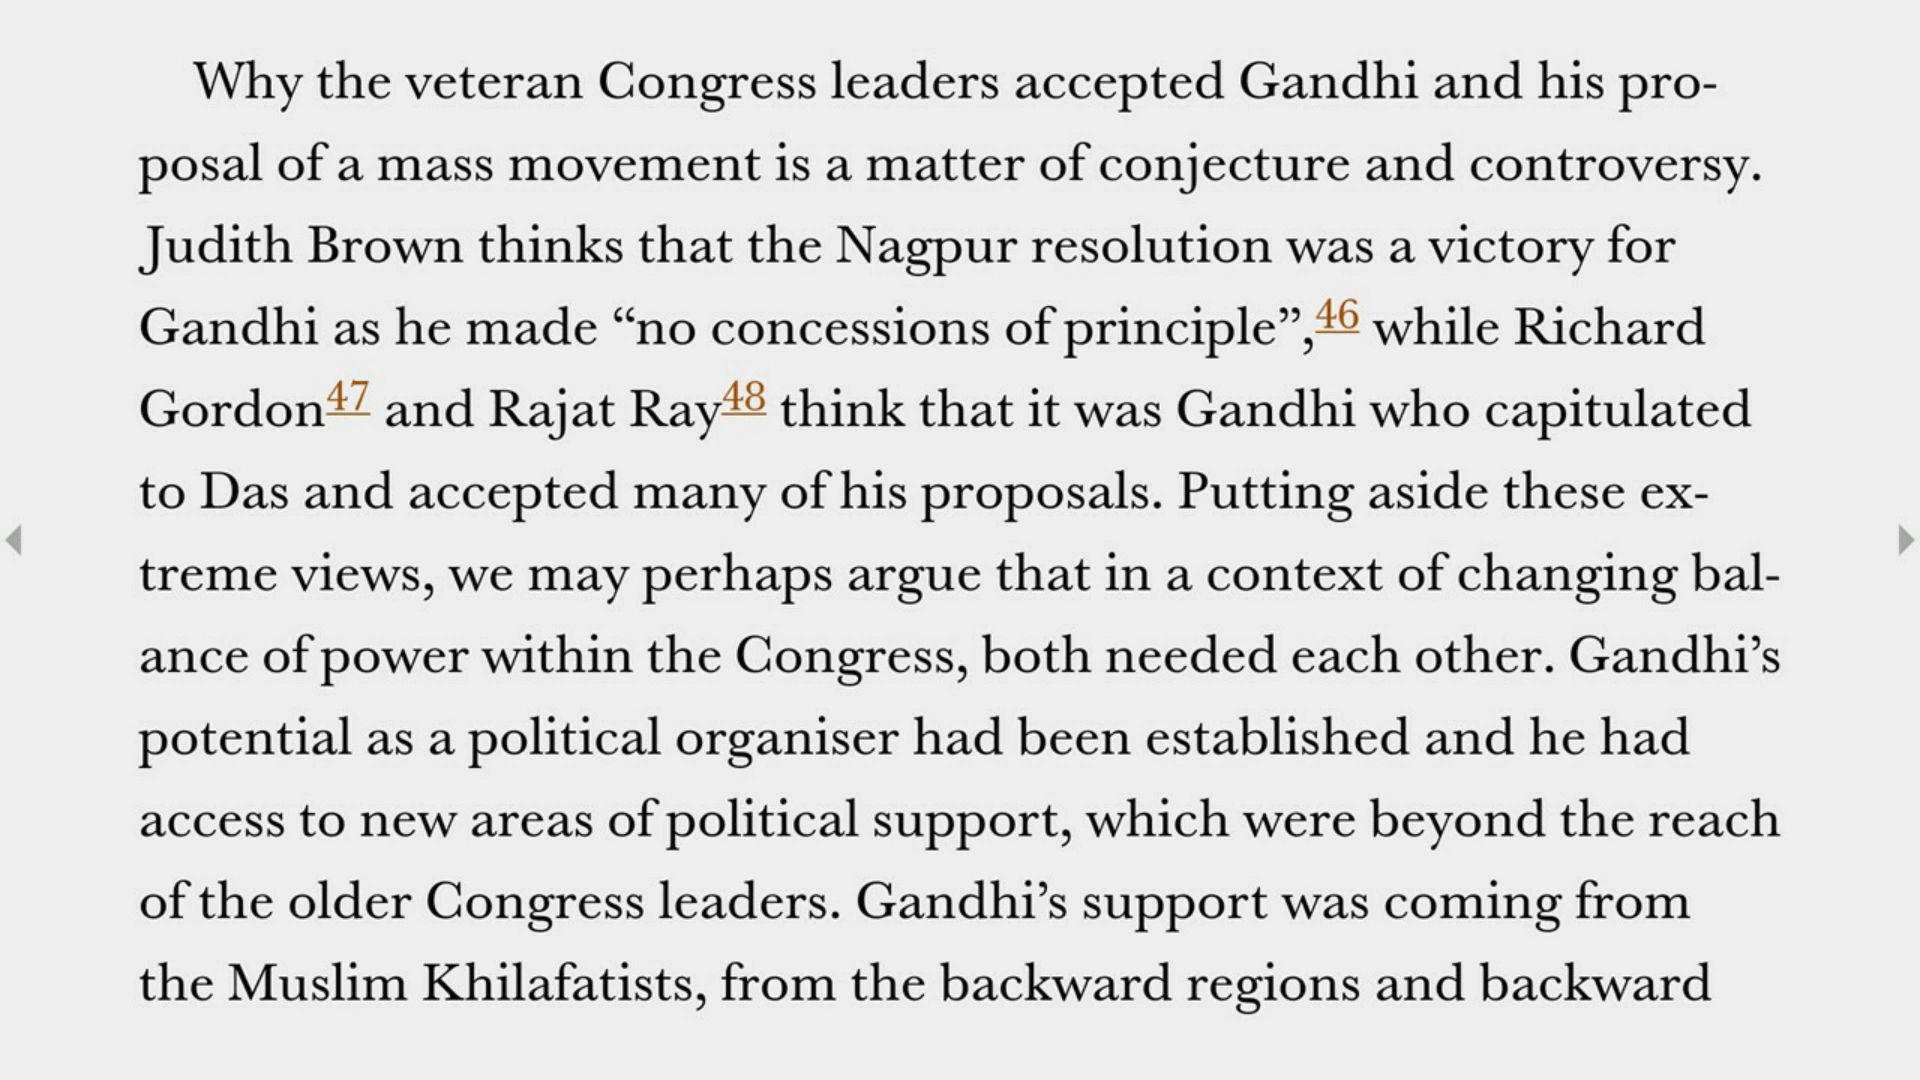 Why the veteran Congress leaders accepted Gandhi and his pro-
posal of a mass movement is a matter of conjecture and controversy.
Judith Brown thinks that the Nagpur resolution was a victory for
Gandhi as he made “no concessions of principle”,46 while Richard
Gordon47 and Rajat Ray48 think that it was Gandhi who capitulated
to Das and accepted many of his proposals. Putting aside these ex-
treme views, we may perhaps argue that in a context of changing bal-
ance of power within the Congress, both needed each other. Gandhi’s
potential as a political organiser had been established and he had
access to new areas of political support, which were beyond the reach
of the older Congress leaders. Gandhi’s support was coming from
the Muslim Khilafatists, from the backward regions and backward